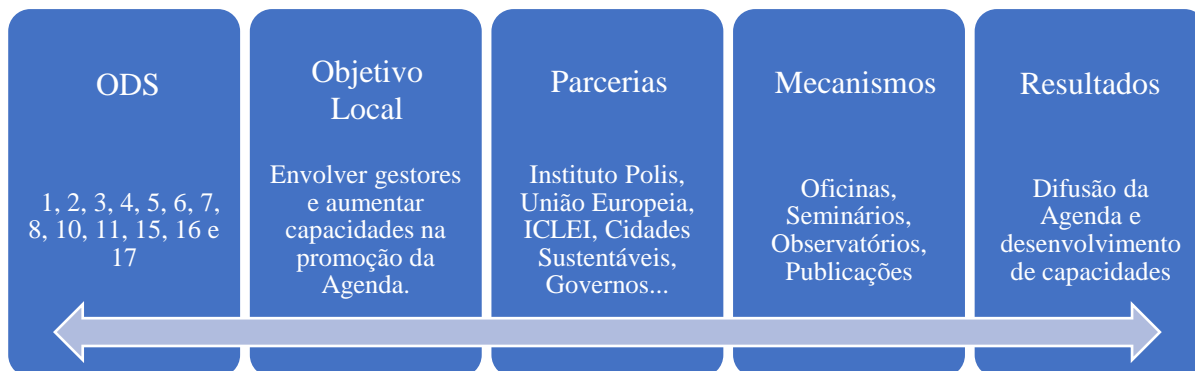 ODS
1, 2, 3, 4, 5, 6, 7,
8, 10, 11, 15, 16 e
17
Objetivo
Local
Envolver gestores
e aumentar
capacidades na
promoção da
Agenda.
Parcerias
Instituto Polis,
União Europeia,
ICLEI, Cidades
Sustentáveis,
Governos...
Mecanismos
Oficinas,
Seminários,
Observatórios,
Publicações
Resultados
Difusão da
Agenda e
desenvolvimento
de capacidades